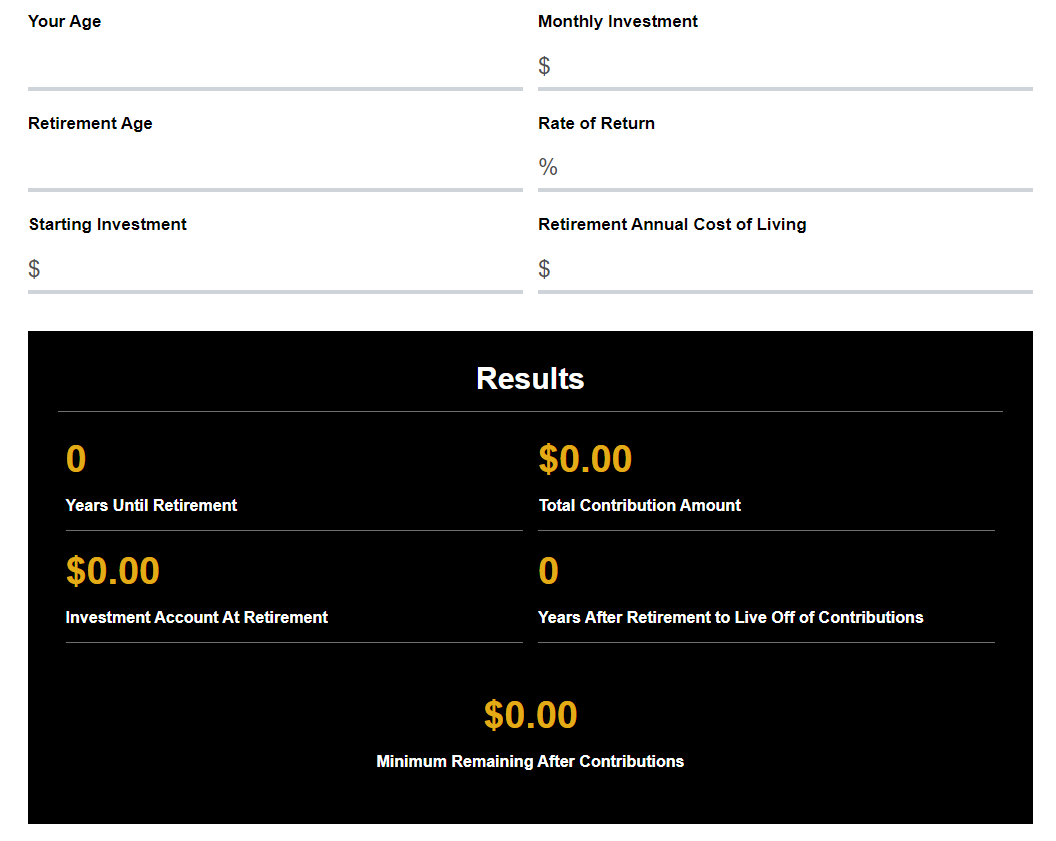 Your Age
Monthly Investment
$
Retirement Age
Rate of Return
%
Starting Investment
Retirement Annual Cost of Living
$
$
Results
0
$0.00
Years Until Retirement
Total Contribution Amount
$0.00
0
Investment Account At Retirement
Years After Retirement to Live Off of Contributions
$0.00
Minimum Remaining After Contributions